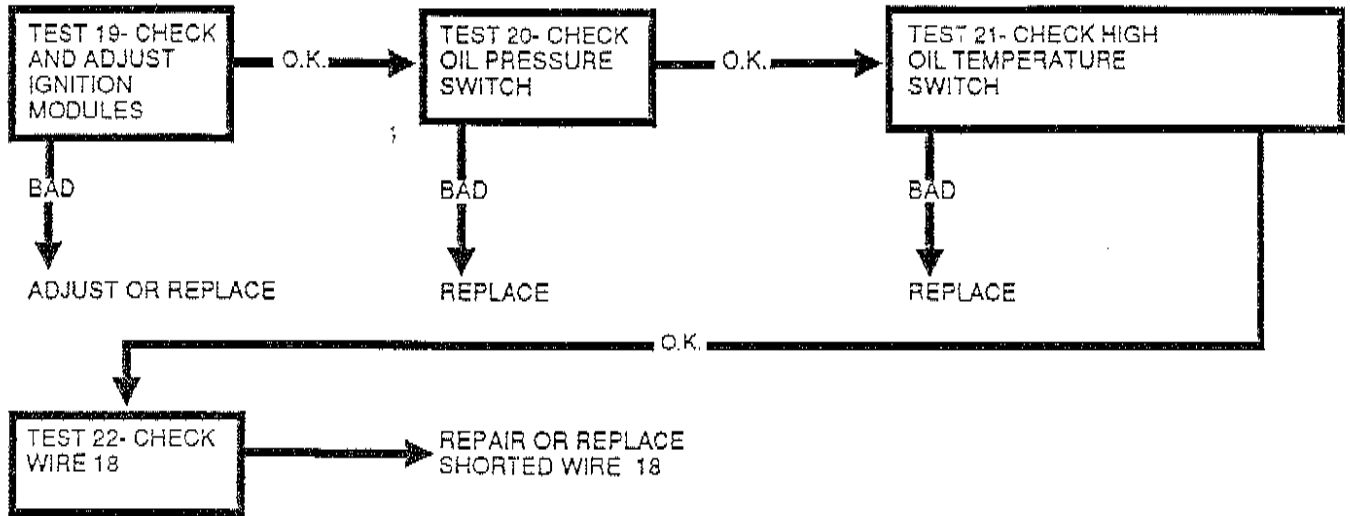 TEST 19- CHECK
AND ADJUST
IGNITION
MODULES
O.K.
TEST 20- CHECK
OIL PRESSURE
SWITCH
O.K.
TEST 21- CHECK HIGH
OIL TEMPERATURE
SWITCH
BAD
ADJUST OR REPLACE
BAD
REPLACE
BAD
REPLACE
O.K.
TEST 22- CHECK
WIRE 18
REPAIR OR REPLACE
SHORTED WIRE 18